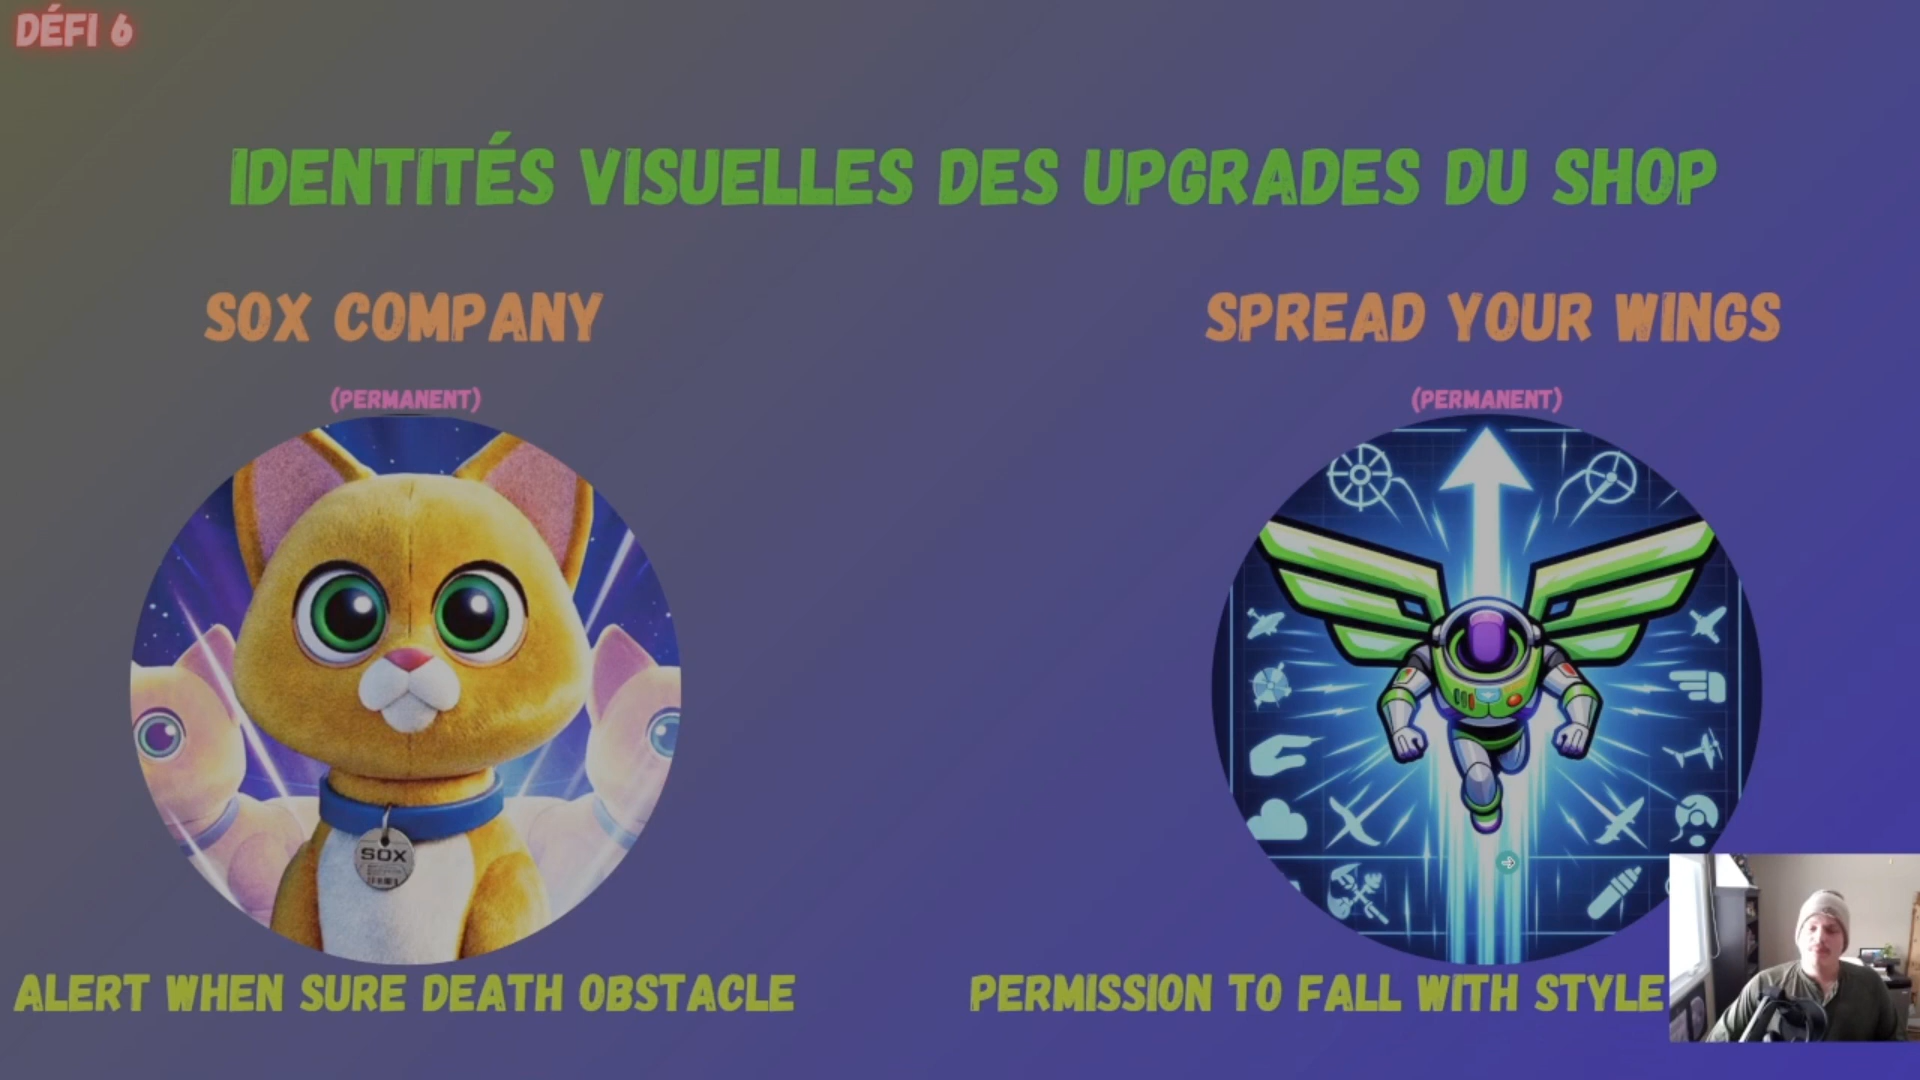 DÉFI 6
IDENTITÉS VISUELLES DES UPGRADES DU SHOP
SOX COMPANY
SPREAD YOUR WINGS
(PERMANENT)
(PERMANENT)
SOX
ALERT WHEN SURE DEATH OBSTACLE
PERMISSION TO FALL WITH STYLE